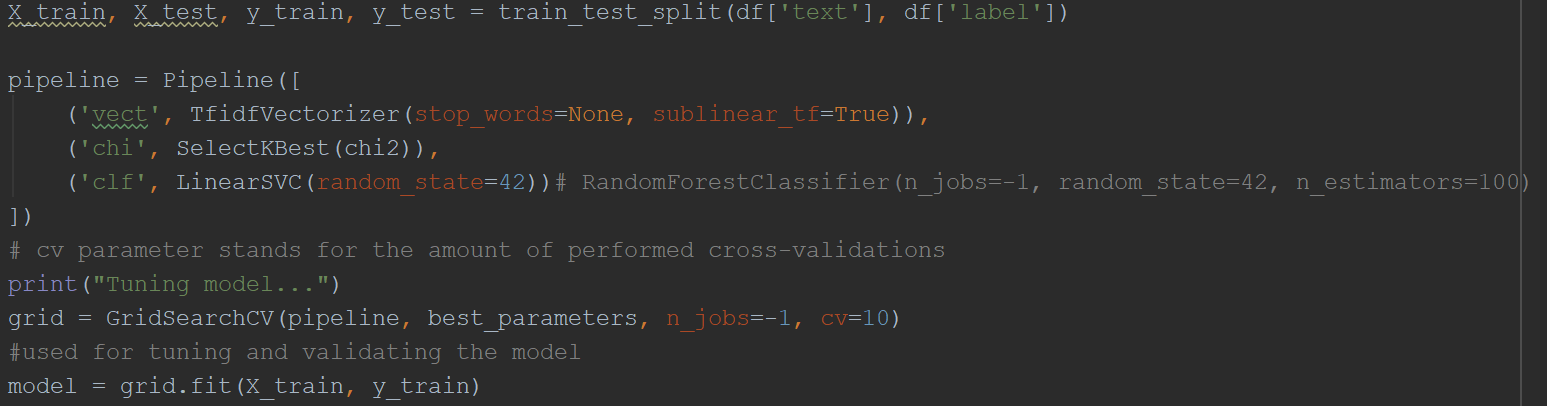 X_train, X_test, y_train, y_test = train_test_split(df['text'], df['label'])
pipeline = Pipeline([
('vect', TfidfVectorizer(stop_words=None, sublinear_tf=True)),
('chi', SelectKBest(chi2)),
('clf', LinearSVC(random_state=42))# RandomForestClassifier(n_jobs=-1, random_state=42, n_estimators=100)
])
# cv parameter stands for the amount of performed cross-validations
print("Tuning model...")
grid = GridSearchCV(pipeline, best_parameters, n_jobs=-1, cv=10)
#used for tuning and validating the model
model = grid.fit(X_train, y_train)